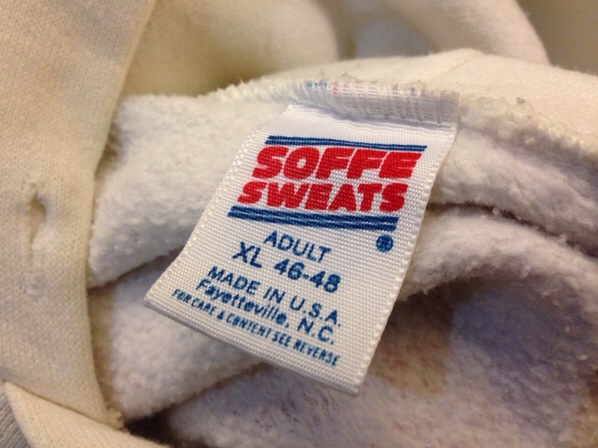 SOFFE
SWEATS
®
ADULT
XL 46-48
MADE IN U.S.A.
Fayetteville, N.C.
FOR CARE & CONTENT SEE REVERSE